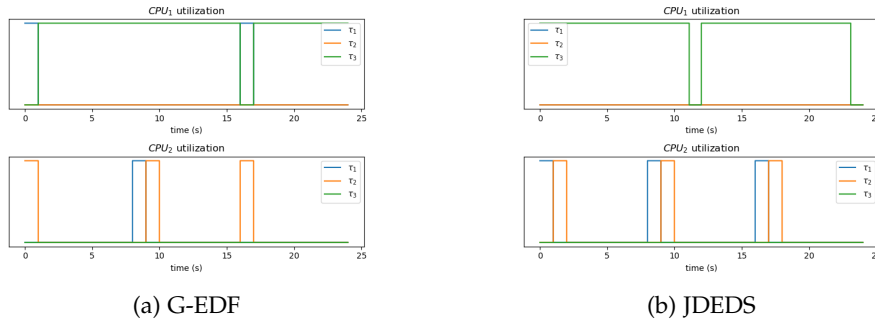 CPU₁ utilization
τ₁
τ₂
τ₃
0 5 10 15 20 25
time (s)
CPU₂ utilization
τ₁
τ₂
τ₃
0 5 10 15 20 25
time (s)
(a) G-EDF
CPU₁ utilization
τ₁
τ₂
τ₃
0 5 10 15 20
time (s)
CPU₂ utilization
τ₁
τ₂
τ₃
0 5 10 15 20
time (s)
(b) JDEDS